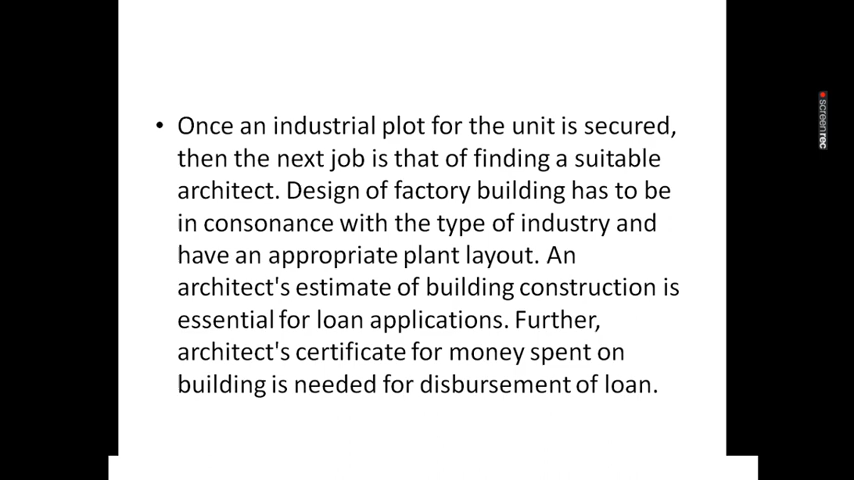 • Once an industrial plot for the unit is secured,
then the next job is that of finding a suitable
architect. Design of factory building has to be
in consonance with the type of industry and
have an appropriate plant layout. An
architect's estimate of building construction is
essential for loan applications. Further,
architect's certificate for money spent on
building is needed for disbursement of loan.
screenrec